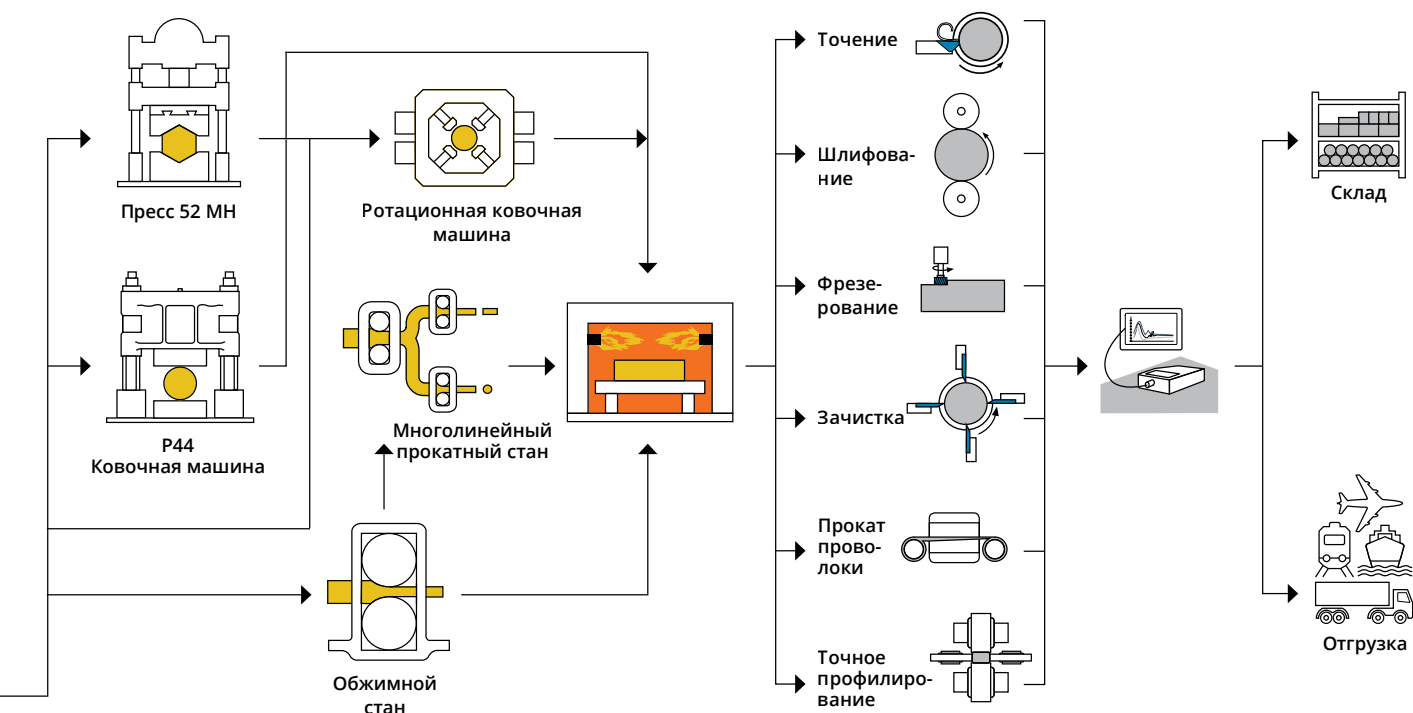 Пресс 52 МН
Ротационная ковочная
машина
P44
Ковочная машина
Многолинейный
прокатный стан
Обжимной
стан
Точение
Шлифова-
ние
Фрезе-
рование
Зачистка
Прокат
прово-
локи
Точное
профилиро-
вание
Склад
Отгрузка